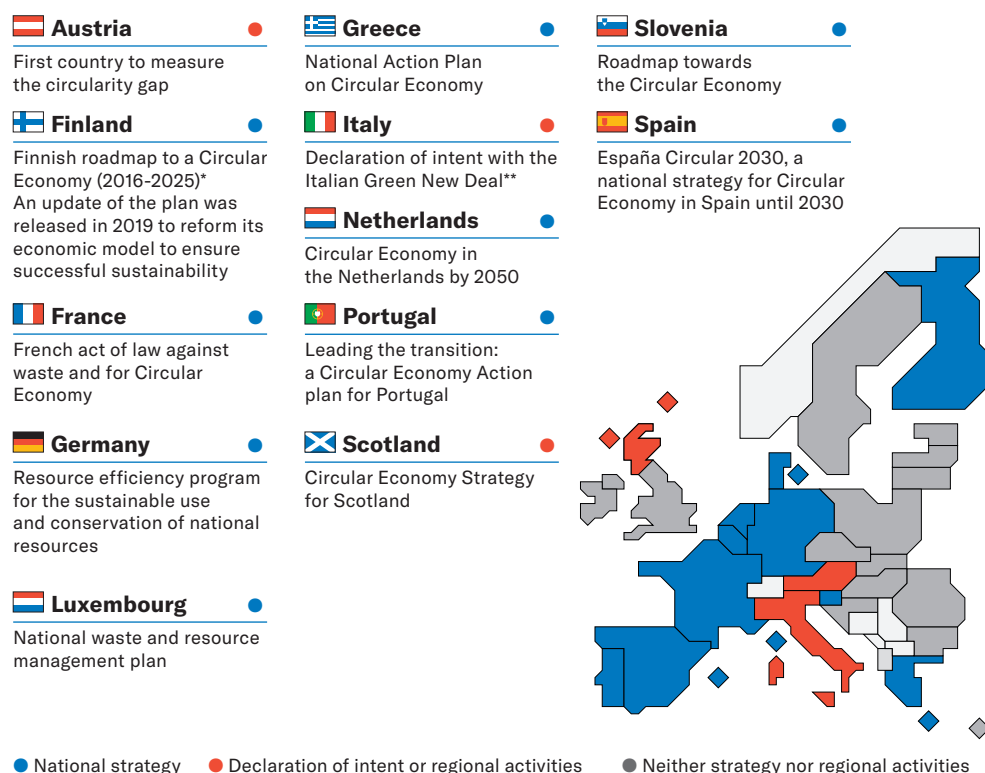 Austria
First country to measure
the circularity gap
Finland
Finnish roadmap to a Circular
Economy (2016-2025)*
An update of the plan was
released in 2019 to reform its
economic model to ensure
successful sustainability
France
French act of law against
waste and for Circular
Economy
Germany
Resource efficiency program
for the sustainable use
and conservation of national
resources
Luxembourg
National waste and resource
management plan
Greece
National Action Plan
on Circular Economy
Italy
Declaration of intent with the
Italian Green New Deal**
Netherlands
Circular Economy in
the Netherlands by 2050
Portugal
Leading the transition:
a Circular Economy Action
plan for Portugal
Scotland
Circular Economy Strategy
for Scotland
Slovenia
Roadmap towards
the Circular Economy
Spain
España Circular 2030, a
national strategy for Circular
Economy in Spain until 2030
National strategy
Declaration of intent or regional activities
Neither strategy nor regional activities